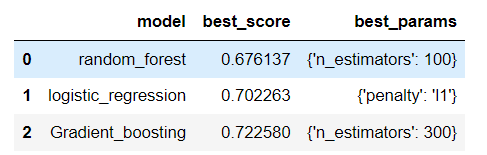 model best_score best_params
0 random_forest 0.676137 {'n_estimators': 100}
1 logistic_regression 0.702263 {'penalty': 'l1'}
2 Gradient_boosting 0.722580 {'n_estimators': 300}